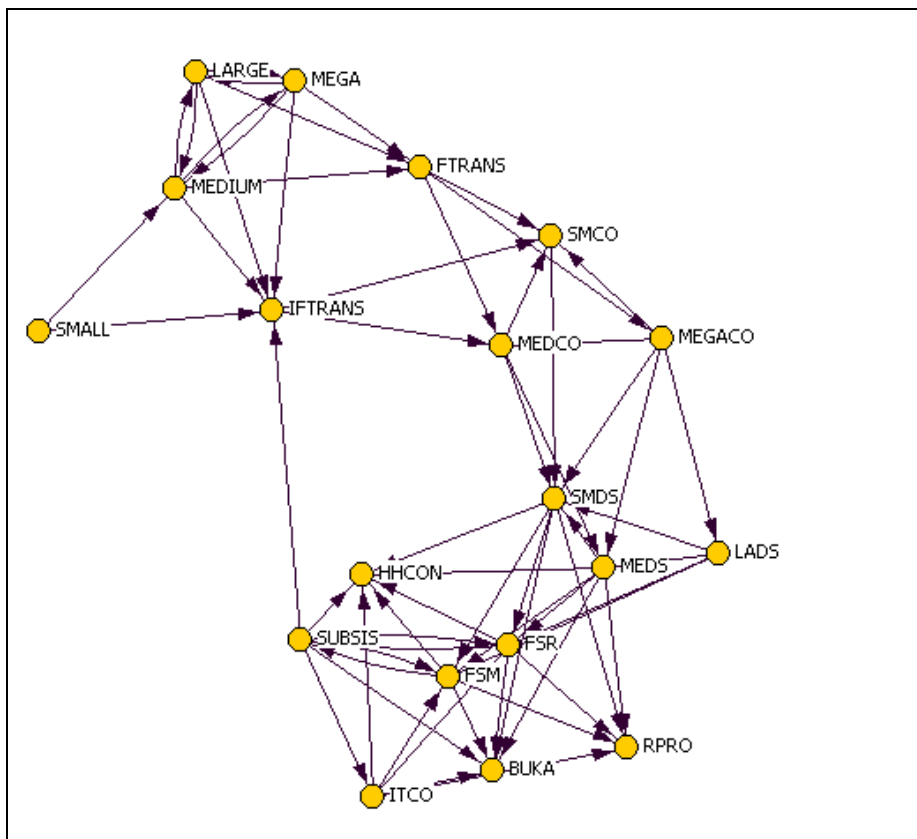 LARGE
MEGA
FTRANS
MEDIUM
SMCO
IFTRANS
SMALL
MEDCO
MEGACO
SMDS
LADS
MEDS
HHCON
SUBSIS
FSR
FSM
RPRO
BUKA
ITCO